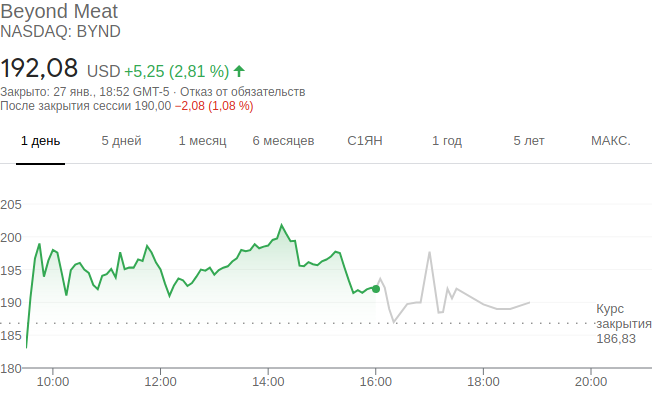 Beyond Meat
NASDAQ: BYND
192,08 USD +5,25 (2,81 %)
Закрыто: 27 янв., 18:52 GMT-5 · Отказ от обязательств
После закрытия сессии 190,00 −2,08 (1,08 %)
1 день 5 дней 1 месяц 6 месяцев С1ЯН 1 год 5 лет МАКС.
205
200
195
190
Курс
закрытия
186,83
185
180
10:00 12:00 14:00 16:00 18:00 20:00